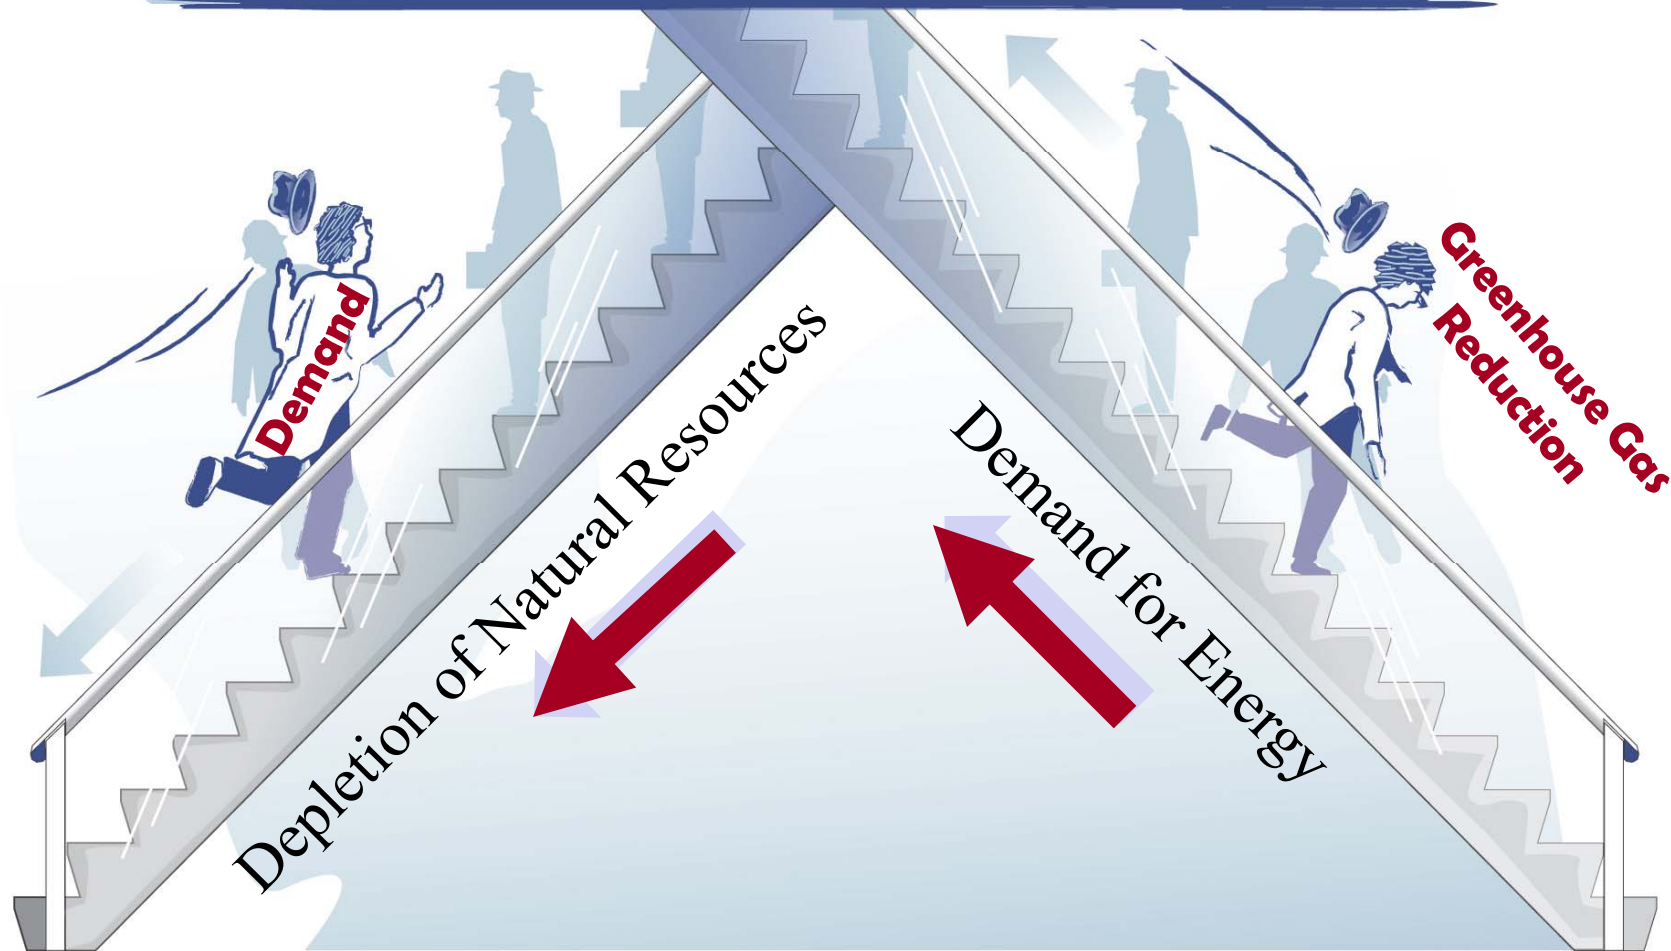 Demand
Depletion of Natural Resources
Demand for Energy
Greenhouse Gas
Reduction